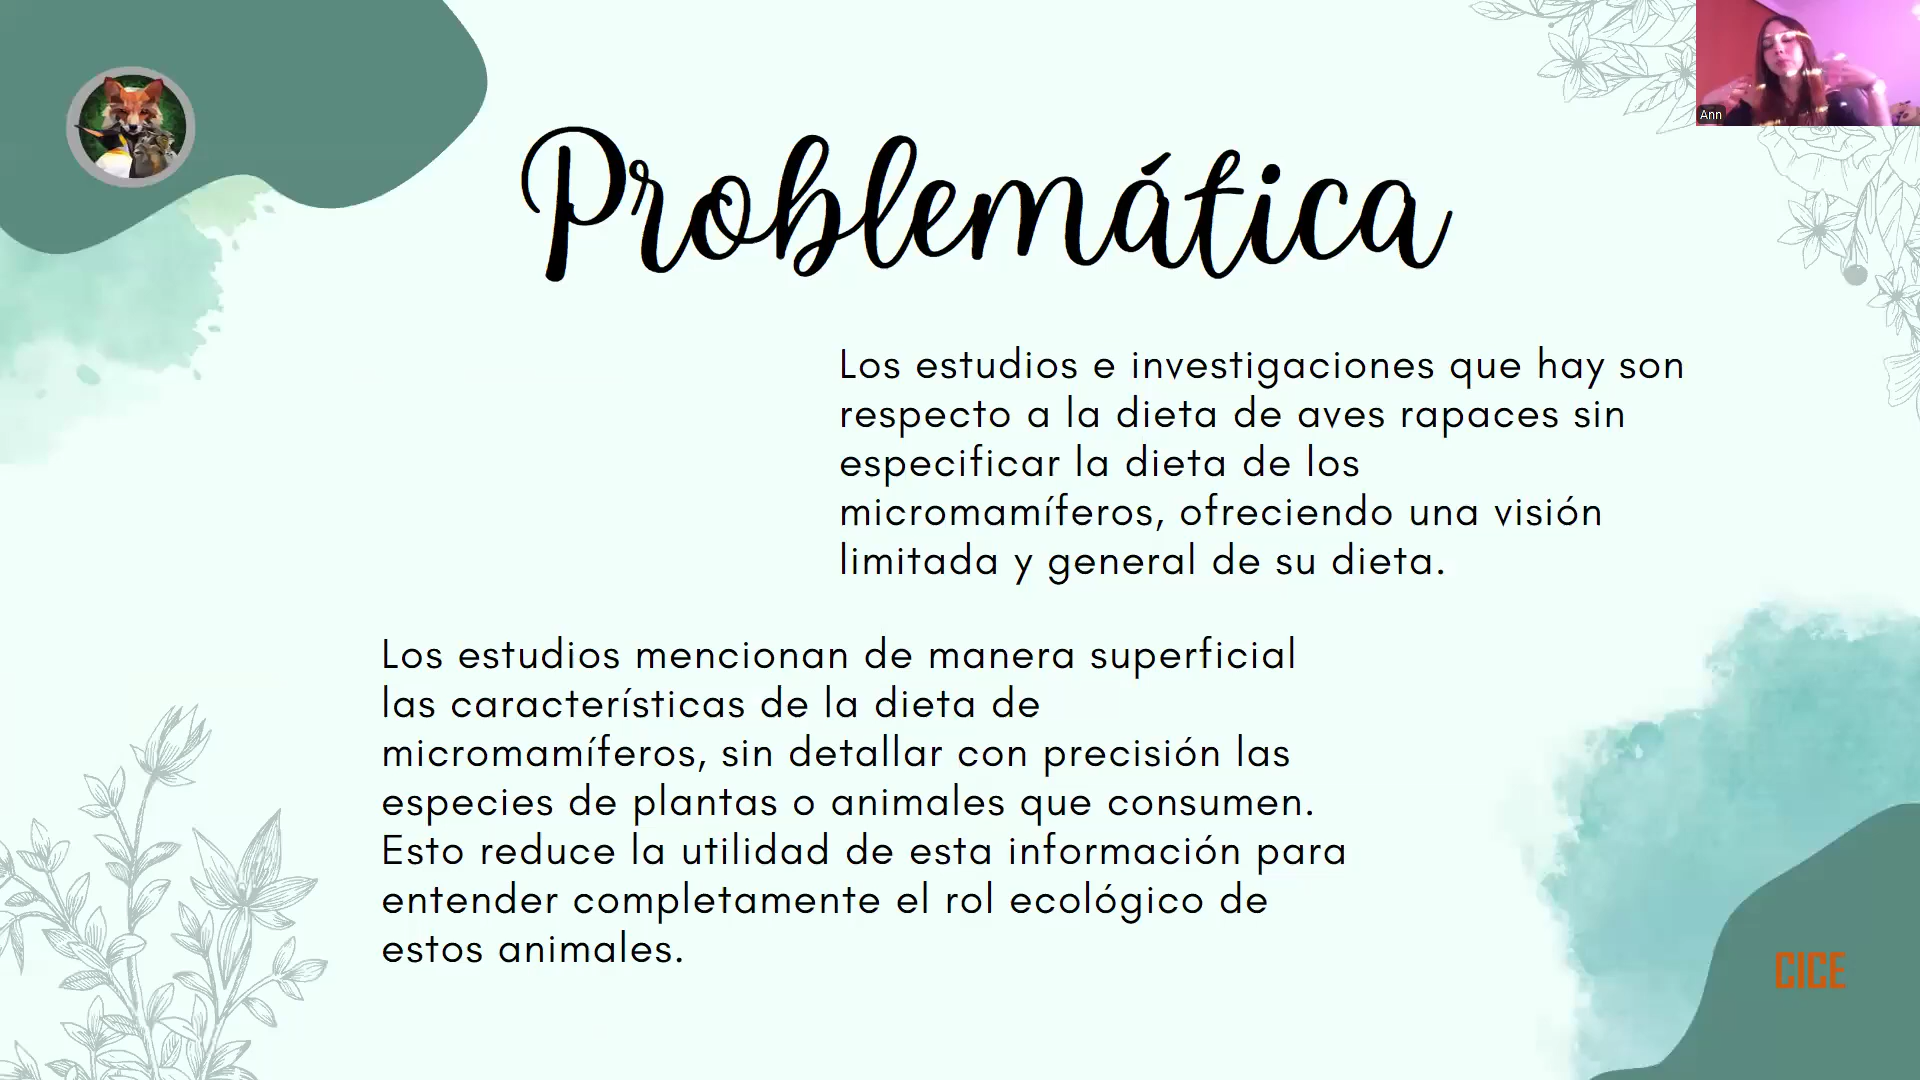 Ann
Problemática
Los estudios e investigaciones que hay son
respecto a la dieta de aves rapaces sin
especificar la dieta de los
micromamíferos, ofreciendo una visión
limitada y general de su dieta.
Los estudios mencionan de manera superficial
las características de la dieta de
micromamíferos, sin detallar con precisión las
especies de plantas o animales que consumen.
Esto reduce la utilidad de esta información para
entender completamente el rol ecológico de
estos animales.
CICE